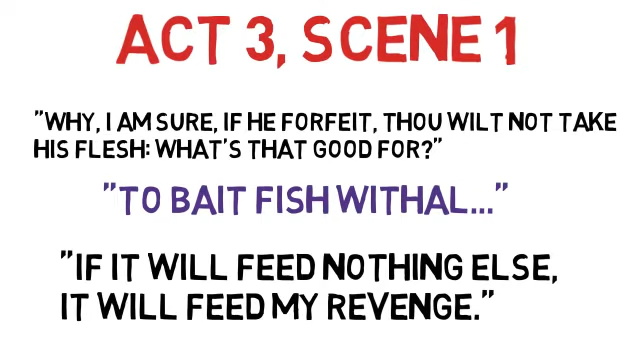 ACT 3, SCENE 1
"WHY, I AM SURE, IF HE FORFEIT, THOU WILT NOT TAKE
HIS FLESH: WHAT'S THAT GOOD FOR?"
"TO BAIT FISH WITHAL..."
"IF IT WILL FEED NOTHING ELSE,
IT WILL FEED MY REVENGE."